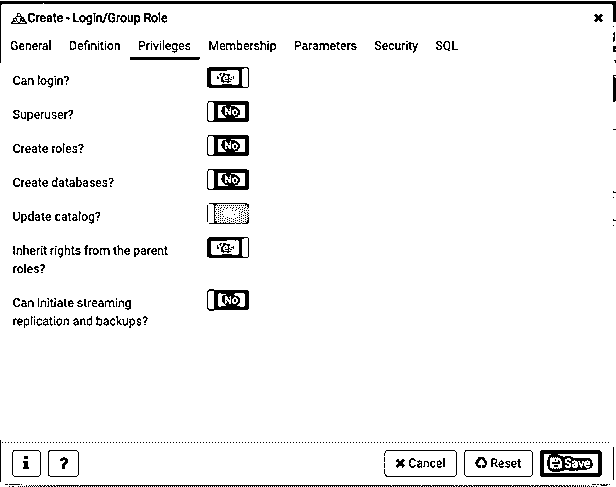 Create - Login/Group Role
General Definition Privileges Membership Parameters Security SQL
Can login?
Superuser? No
Create roles? No
Create databases? No
Update catalog?
Inherit rights from the parent
roles?
Can initiate streaming No
replication and backups?
i ? Cancel Reset Save